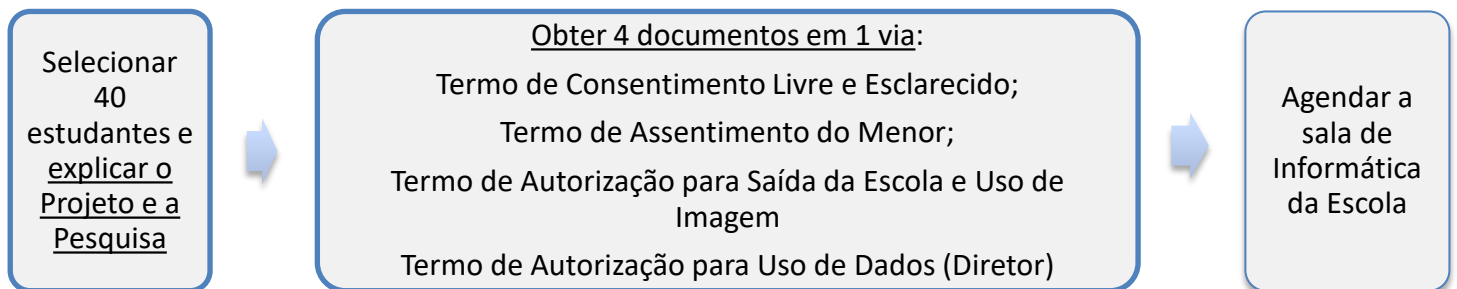 Selecionar
40
estudantes e
explicar o
Projeto e a
Pesquisa
Obter 4 documentos em 1 via:
Termo de Consentimento Livre e Esclarecido;
Termo de Assentimento do Menor;
Termo de Autorização para Saída da Escola e Uso de
Imagem
Termo de Autorização para Uso de Dados (Diretor)
Agendar a
sala de
Informática
da Escola